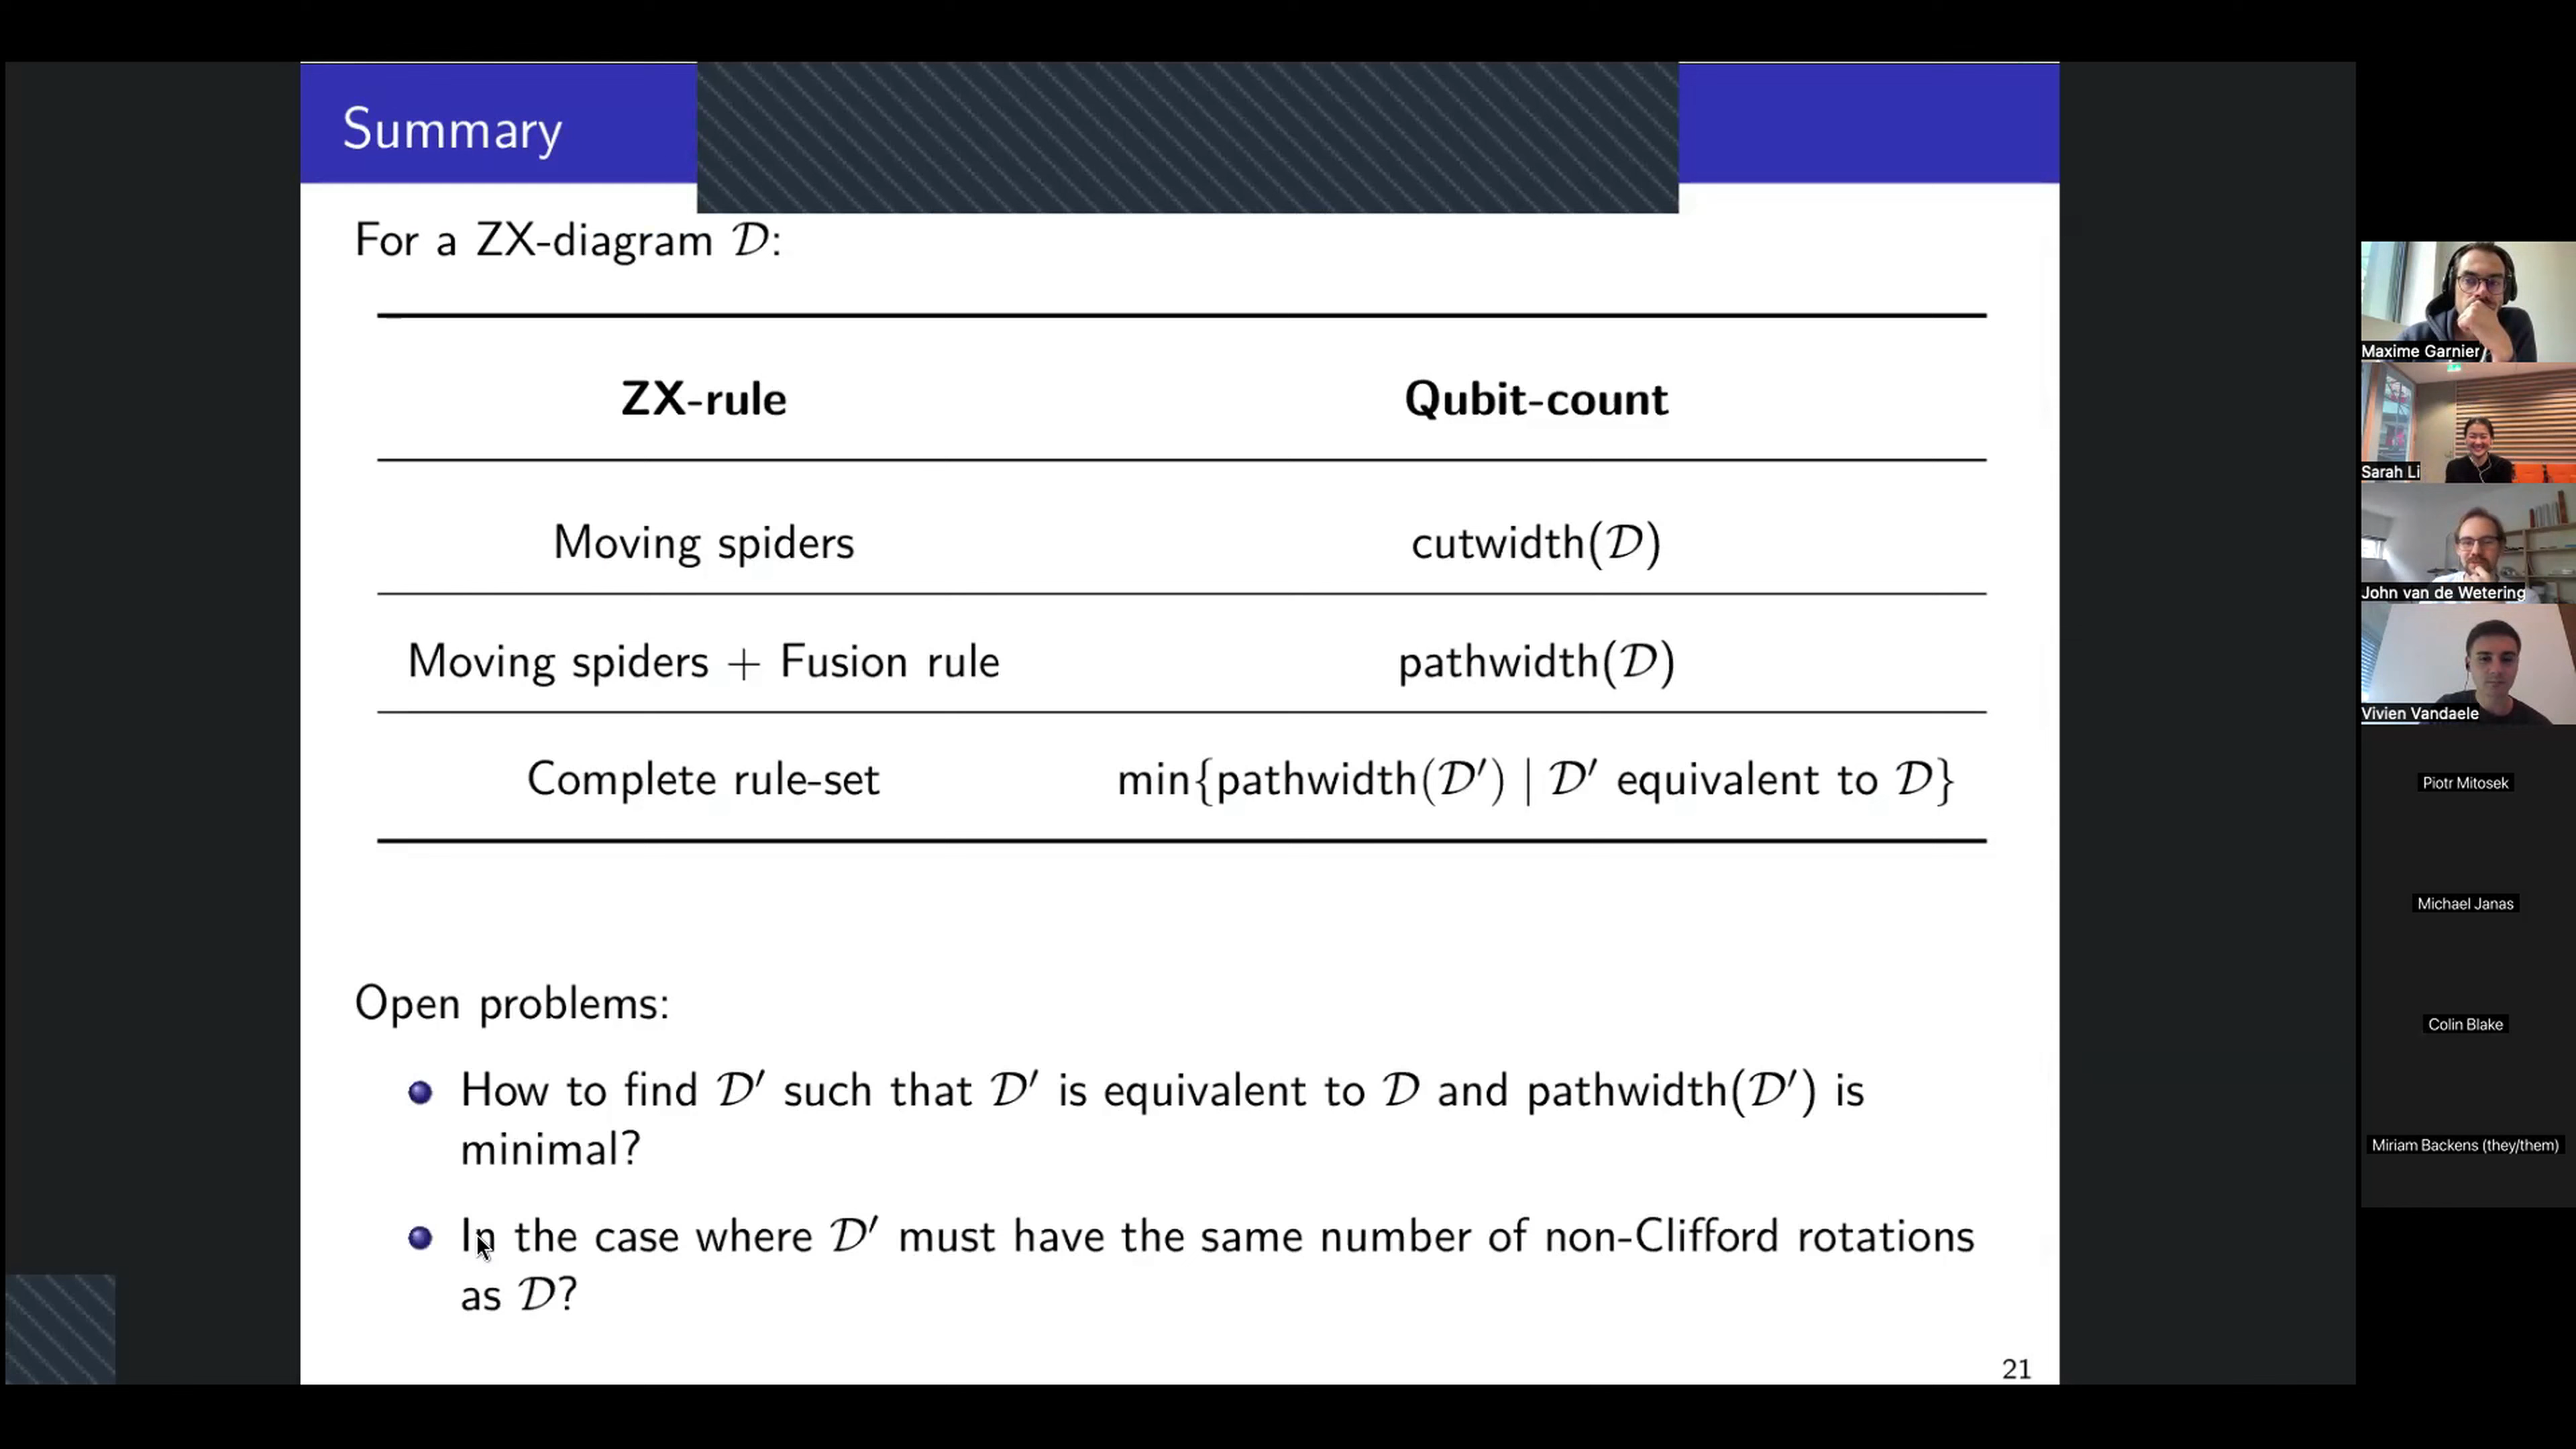 Summary
For a ZX-diagram 𝒟:
ZX-rule Qubit-count
Moving spiders cutwidth(𝒟)
Moving spiders + Fusion rule pathwidth(𝒟)
Complete rule-set min{pathwidth(𝒟′) | 𝒟′ equivalent to 𝒟}
Open problems:
How to find 𝒟′ such that 𝒟′ is equivalent to 𝒟 and pathwidth(𝒟′) is
minimal?
In the case where 𝒟′ must have the same number of non-Clifford rotations
as 𝒟?
21
Maxime Garnier
Sarah Li
John van de Wetering
Vivien Vandaele
Piotr Mitosek
Michael Janas
Colin Blake
Miriam Backens (they/them)